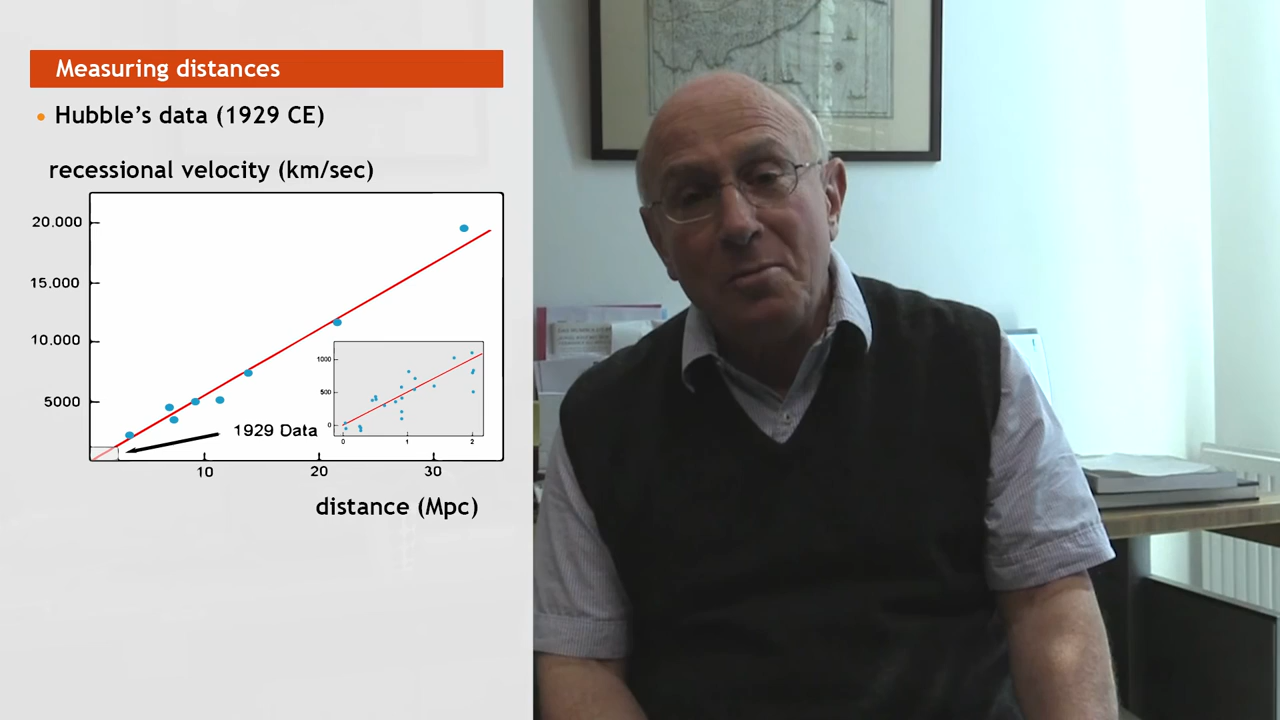 Measuring distances
• Hubble's data (1929 CE)
recessional velocity (km/sec)
20.000
15.000
10.000
5000
1000
500
0
0 1 2
1929 Data
10 20 30
distance (Mpc)